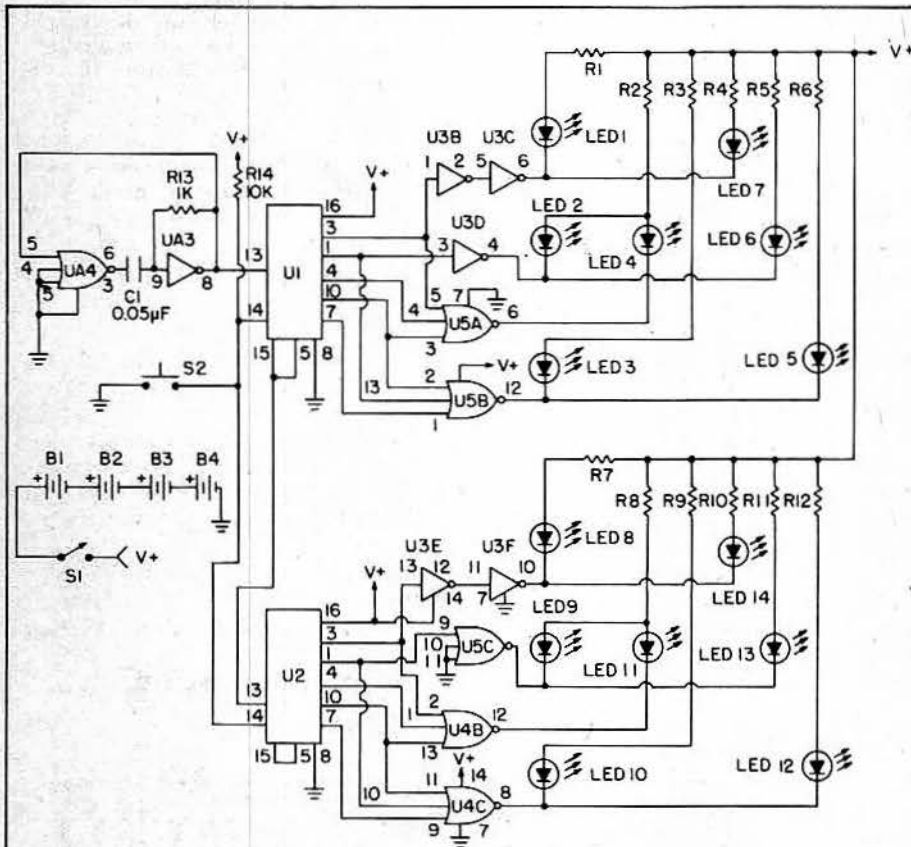 V+
R1
R2
R3
R4
R5
R6
LED1
LED 7
U3B
U3C
1
2
5
6
V+
R14
10K
R13
1K
LED 2
LED 4
LED 6
U3D
3
4
16
3
1
4
10
7
5
4
5
UA4
6
3
C1
0.05µF
UA3
9
8
13
U1
14
15
5
8
V+
5
7
4
3
U5A
6
LED 3
LED 5
V+
2
13
1
U5B
12
S2
B1
B2
B3
B4
+
+
+
+
S1
V+
R7
R8
R9
R10
R11
R12
LED8
LED 14
U3E
U3F
13
12
14
11
7
10
V+
LED9
LED 11
LED 13
16
3
1
4
10
7
9
10
11
U5C
U2
13
14
15
5
8
2
1
13
U4B
12
LED 10
LED 12
V+
11
14
10
9
U4C
8
7